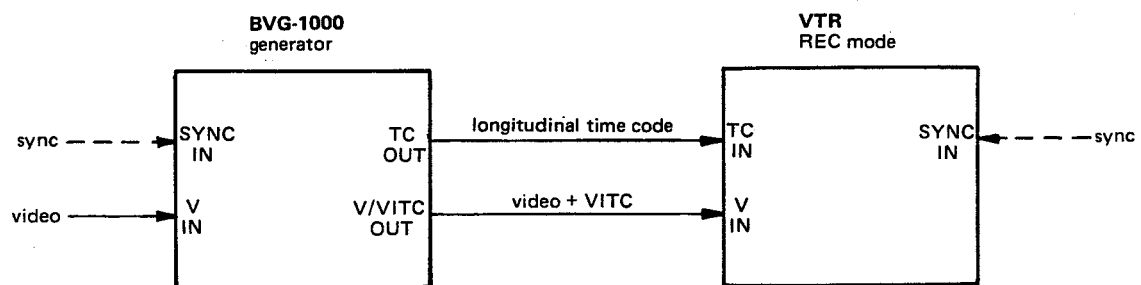 BVG-1000
generator
VTR
REC mode
sync
SYNC
IN
TC
OUT
longitudinal time code
TC
IN
SYNC
IN
sync
video
V
IN
V/VITC
OUT
video + VITC
V
IN